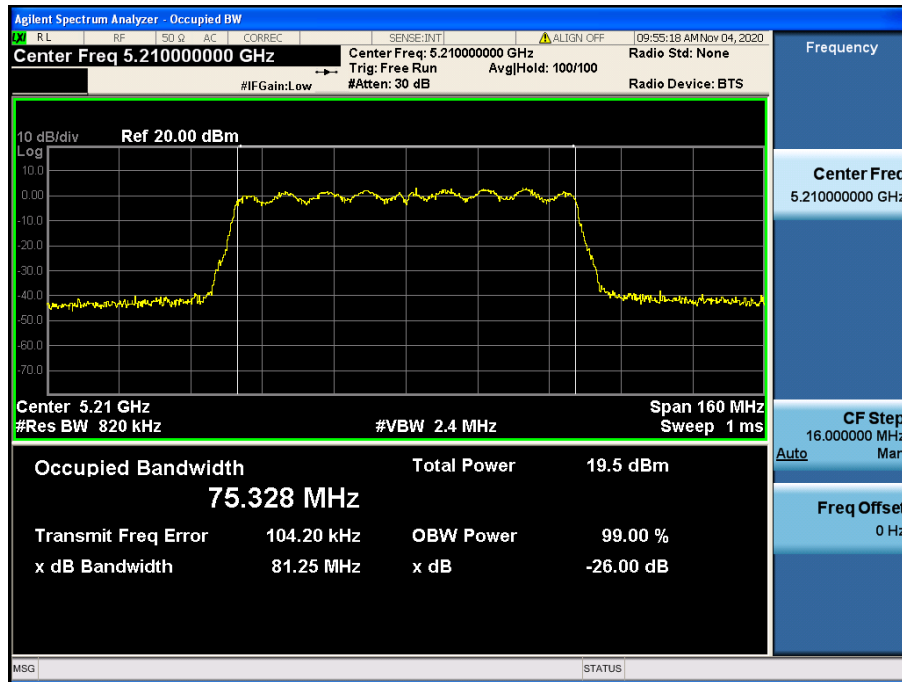 Agilent Spectrum Analyzer - Occupied BW
LXI RL RF 50 Ω AC CORREC SENSE:INT ALIGN OFF 09:55:18 AM Nov 04, 2020
Center Freq 5.210000000 GHz
Center Freq: 5.210000000 GHz
Radio Std: None
Trig: Free Run Avg|Hold: 100/100
#IFGain:Low
#Atten: 30 dB
Radio Device: BTS
10 dB/div Ref 20.00 dBm
Log
10.0
0.00
-10.0
-20.0
-30.0
-40.0
-50.0
-60.0
-70.0
Center 5.21 GHz Span 160 MHz
#Res BW 820 kHz #VBW 2.4 MHz Sweep 1 ms
Occupied Bandwidth Total Power 19.5 dBm
75.328 MHz
Transmit Freq Error 104.20 kHz OBW Power 99.00 %
x dB Bandwidth 81.25 MHz x dB -26.00 dB
MSG STATUS
Frequency
Center Freq
5.210000000 GHz
CF Step
16.000000 MHz
Auto Man
Freq Offset
0 Hz